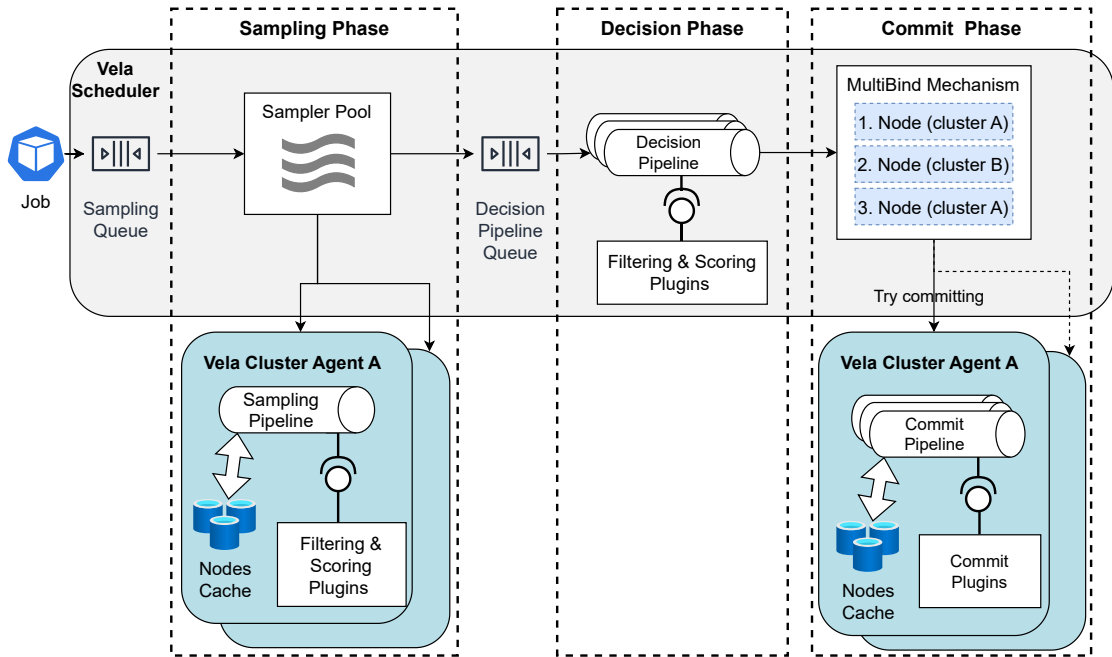 Sampling Phase
Decision Phase
Commit  Phase
Vela
Scheduler
Job
Sampling
Queue
Sampler Pool
Decision
Pipeline
Queue
Decision
Pipeline
Filtering & Scoring
Plugins
MultiBind Mechanism
1. Node (cluster A)
2. Node (cluster B)
3. Node (cluster A)
Try committing
Vela Cluster Agent A
Sampling
Pipeline
Nodes
Cache
Filtering &
Scoring
Plugins
Vela Cluster Agent A
Commit
Pipeline
Nodes
Cache
Commit
Plugins